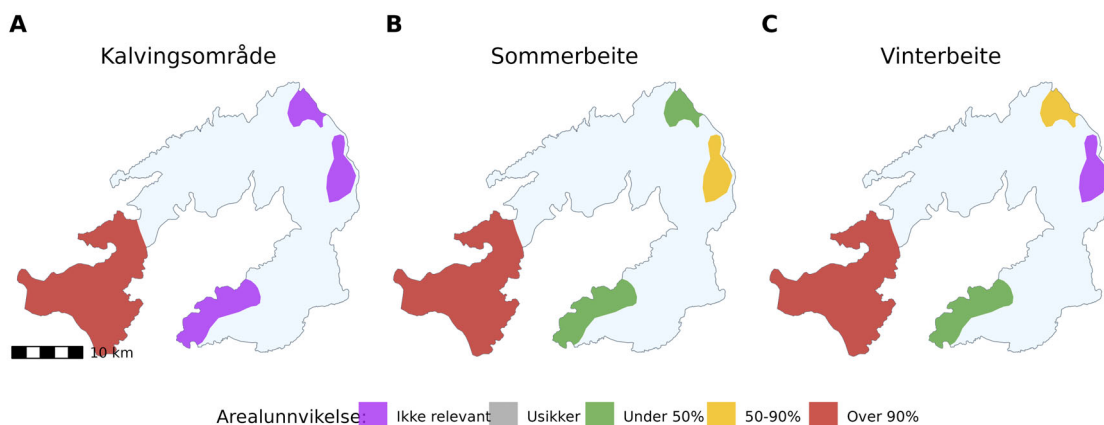 A
B
C
Kalvingsområde
Sommerbeite
Vinterbeite
10 km
Arealunnvikelse: Ikke relevant Usikker Under 50% 50-90% Over 90%